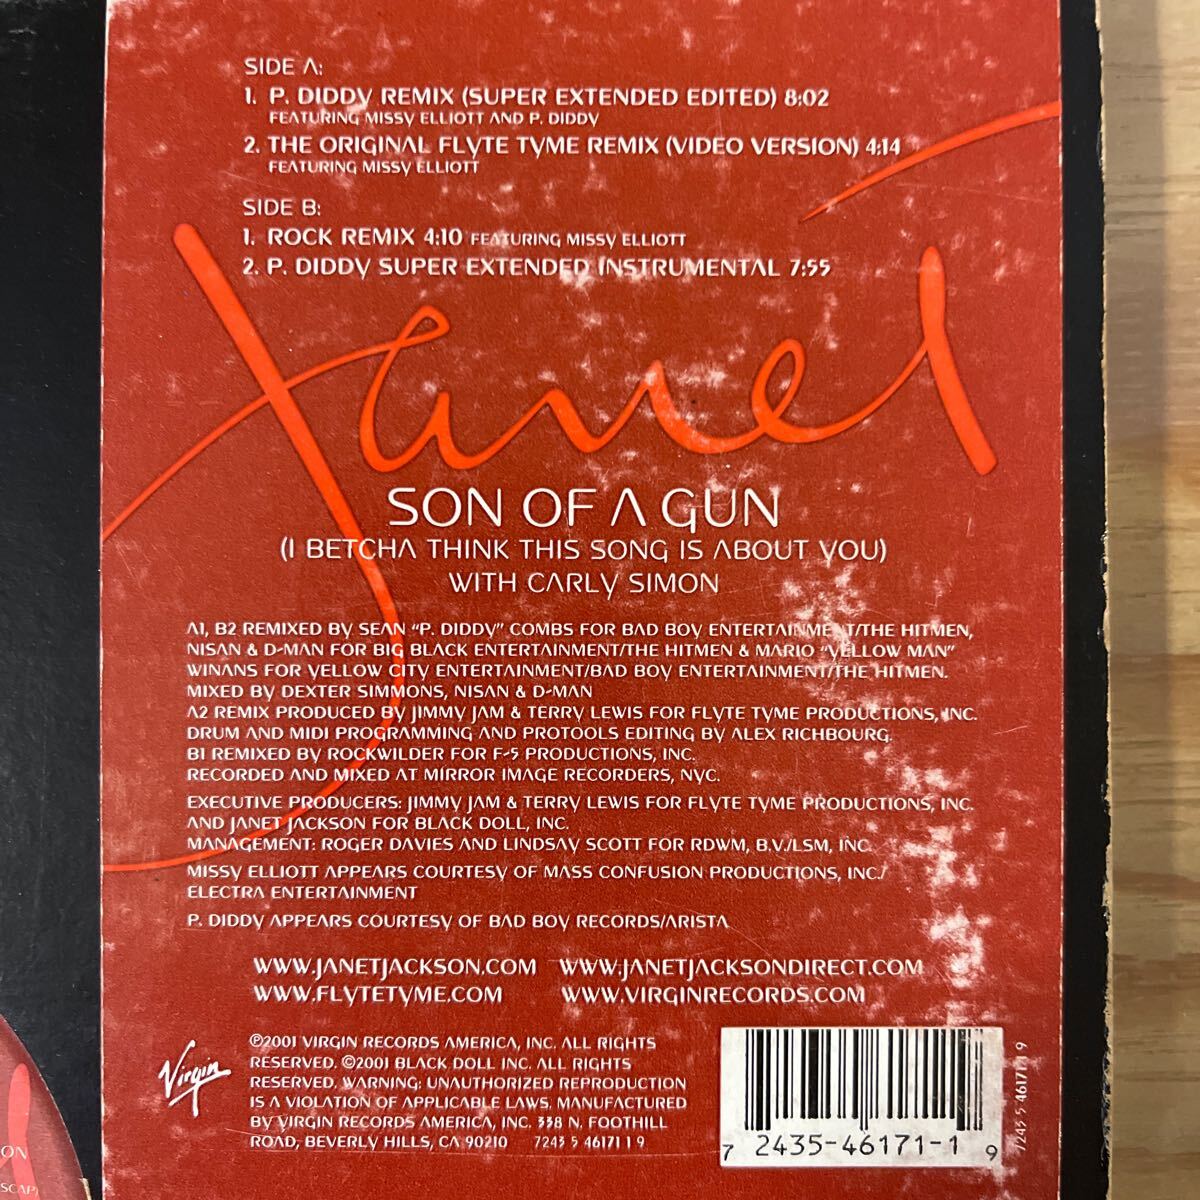 SIDE A:
1. P. DIDDY REMIX (SUPER EXTENDED EDITED) 8:02
FEATURING MISSY ELLIOTT AND P. DIDDY
2. THE ORIGINAL FLYTE TYME REMIX (VIDEO VERSION) 4:14
FEATURING MISSY ELLIOTT
SIDE B:
1. ROCK REMIX 4:10 FEATURING MISSY ELLIOTT
2. P. DIDDY SUPER EXTENDED INSTRUMENTAL 7:55
Janet
SON OF A GUN
(I BETCHA THINK THIS SONG IS ABOUT YOU)
WITH CARLY SIMON
A1, B2 REMIXED BY SEAN "P. DIDDY" COMBS FOR BAD BOY ENTERTAINMENT/THE HITMEN,
NISAN & D-MAN FOR BIG BLACK ENTERTAINMENT/THE HITMEN & MARIO "YELLOW MAN"
WINANS FOR YELLOW CITY ENTERTAINMENT/BAD BOY ENTERTAINMENT/THE HITMEN.
MIXED BY DEXTER SIMMONS, NISAN & D-MAN
A2 REMIX PRODUCED BY JIMMY JAM & TERRY LEWIS FOR FLYTE TYME PRODUCTIONS, INC.
DRUM AND MIDI PROGRAMMING AND PROTOOLS EDITING BY ALEX RICHBOURG.
B1 REMIXED BY ROCKWILDER FOR F-5 PRODUCTIONS, INC.
RECORDED AND MIXED AT MIRROR IMAGE RECORDERS, NYC.
EXECUTIVE PRODUCERS: JIMMY JAM & TERRY LEWIS FOR FLYTE TYME PRODUCTIONS, INC.
AND JANET JACKSON FOR BLACK DOLL, INC.
MANAGEMENT: ROGER DAVIES AND LINDSAY SCOTT FOR RDWM, B.V./LSM, INC.
MISSY ELLIOTT APPEARS COURTESY OF MASS CONFUSION PRODUCTIONS, INC./
ELECTRA ENTERTAINMENT
P. DIDDY APPEARS COURTESY OF BAD BOY RECORDS/ARISTA
WWW.JANETJACKSON.COM WWW.JANETJACKSONDIRECT.COM
WWW.FLYTETYME.COM WWW.VIRGINRECORDS.COM
Virgin
℗2001 VIRGIN RECORDS AMERICA, INC. ALL RIGHTS
RESERVED. ©2001 BLACK DOLL INC. ALL RIGHTS
RESERVED. WARNING: UNAUTHORIZED REPRODUCTION
IS A VIOLATION OF APPLICABLE LAWS. MANUFACTURED
BY VIRGIN RECORDS AMERICA, INC. 338 N. FOOTHILL
ROAD, BEVERLY HILLS, CA 90210 7243 5 46171 1 9
7 2435-46171-1 9
7243 5 46171 1 9
ON
SCAP)